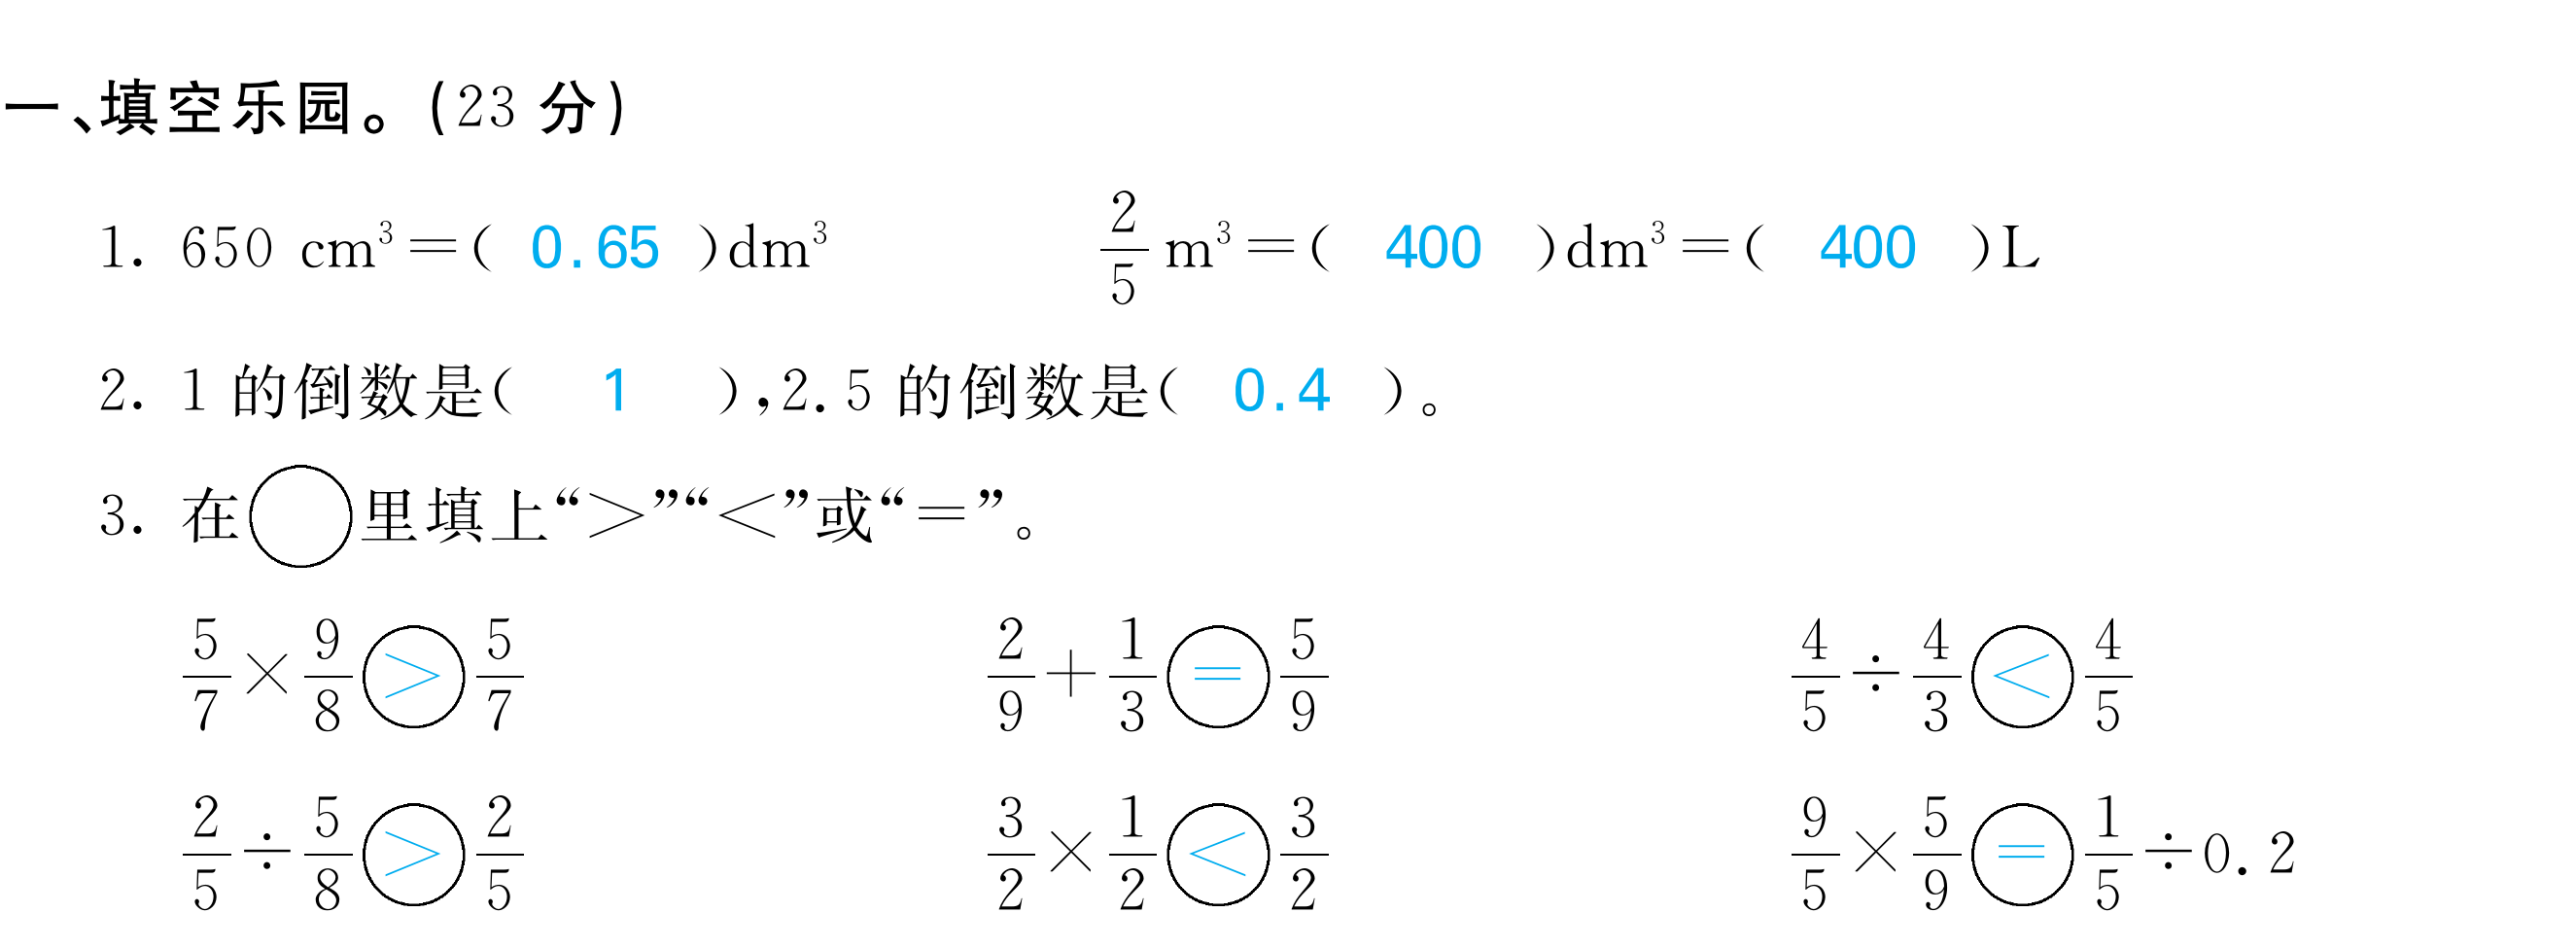 一、填空乐园。(23 分)
1. 650 cm³=( 0.65 )dm³ 2/5 m³=( 400 )dm³=( 400 )L
2. 1 的倒数是( 1 ),2.5 的倒数是( 0.4 )。
3. 在○里填上“>”“<”或“=”。
5/7×9/8 > 5/7 2/9+1/3 = 5/9 4/5÷4/3 < 4/5
2/5÷5/8 > 2/5 3/2×1/2 < 3/2 9/5×5/9 = 1/5÷0.2